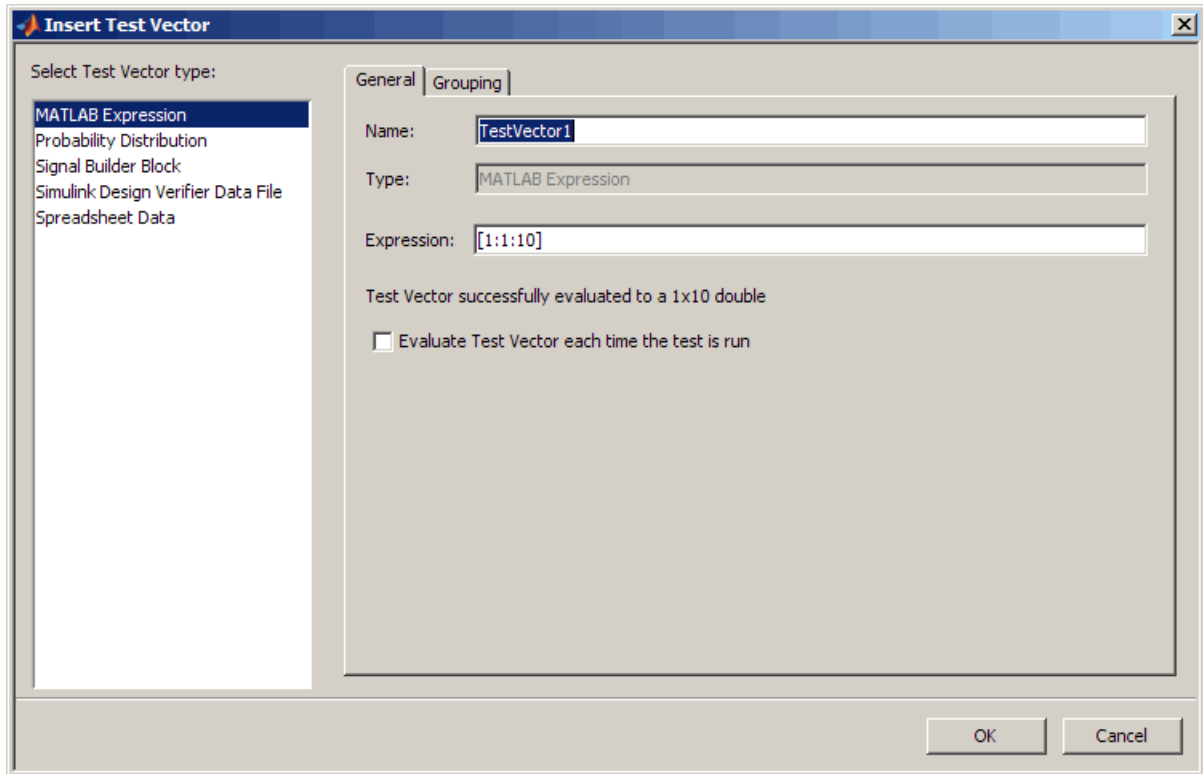 Insert Test Vector
Select Test Vector type:
MATLAB Expression
Probability Distribution
Signal Builder Block
Simulink Design Verifier Data File
Spreadsheet Data
General Grouping
Name: TestVector1
Type: MATLAB Expression
Expression: [1:1:10]
Test Vector successfully evaluated to a 1x10 double
Evaluate Test Vector each time the test is run
OK Cancel